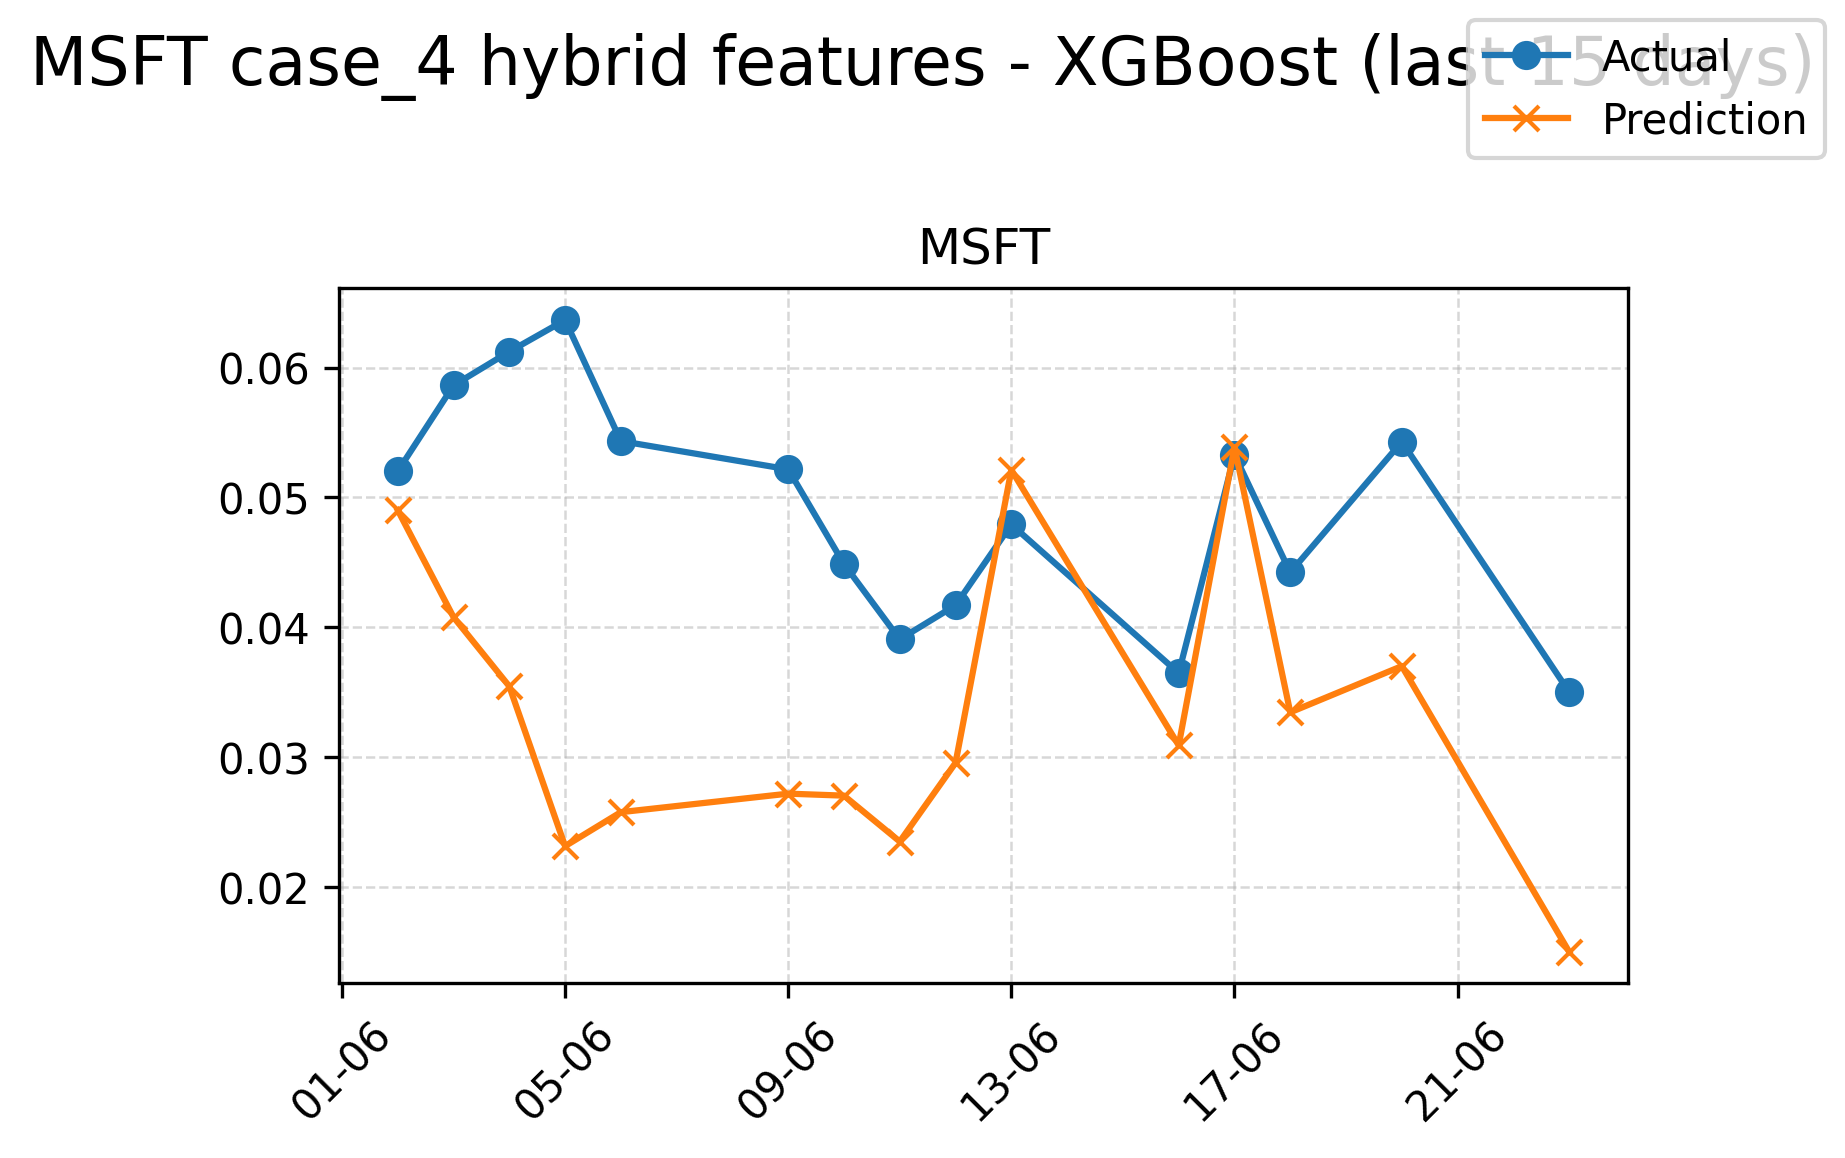 MSFT case_4 hybrid features - XGBoost (last 15 days)
Actual
Prediction
MSFT
0.06
0.05
0.04
0.03
0.02
01-06
05-06
09-06
13-06
17-06
21-06